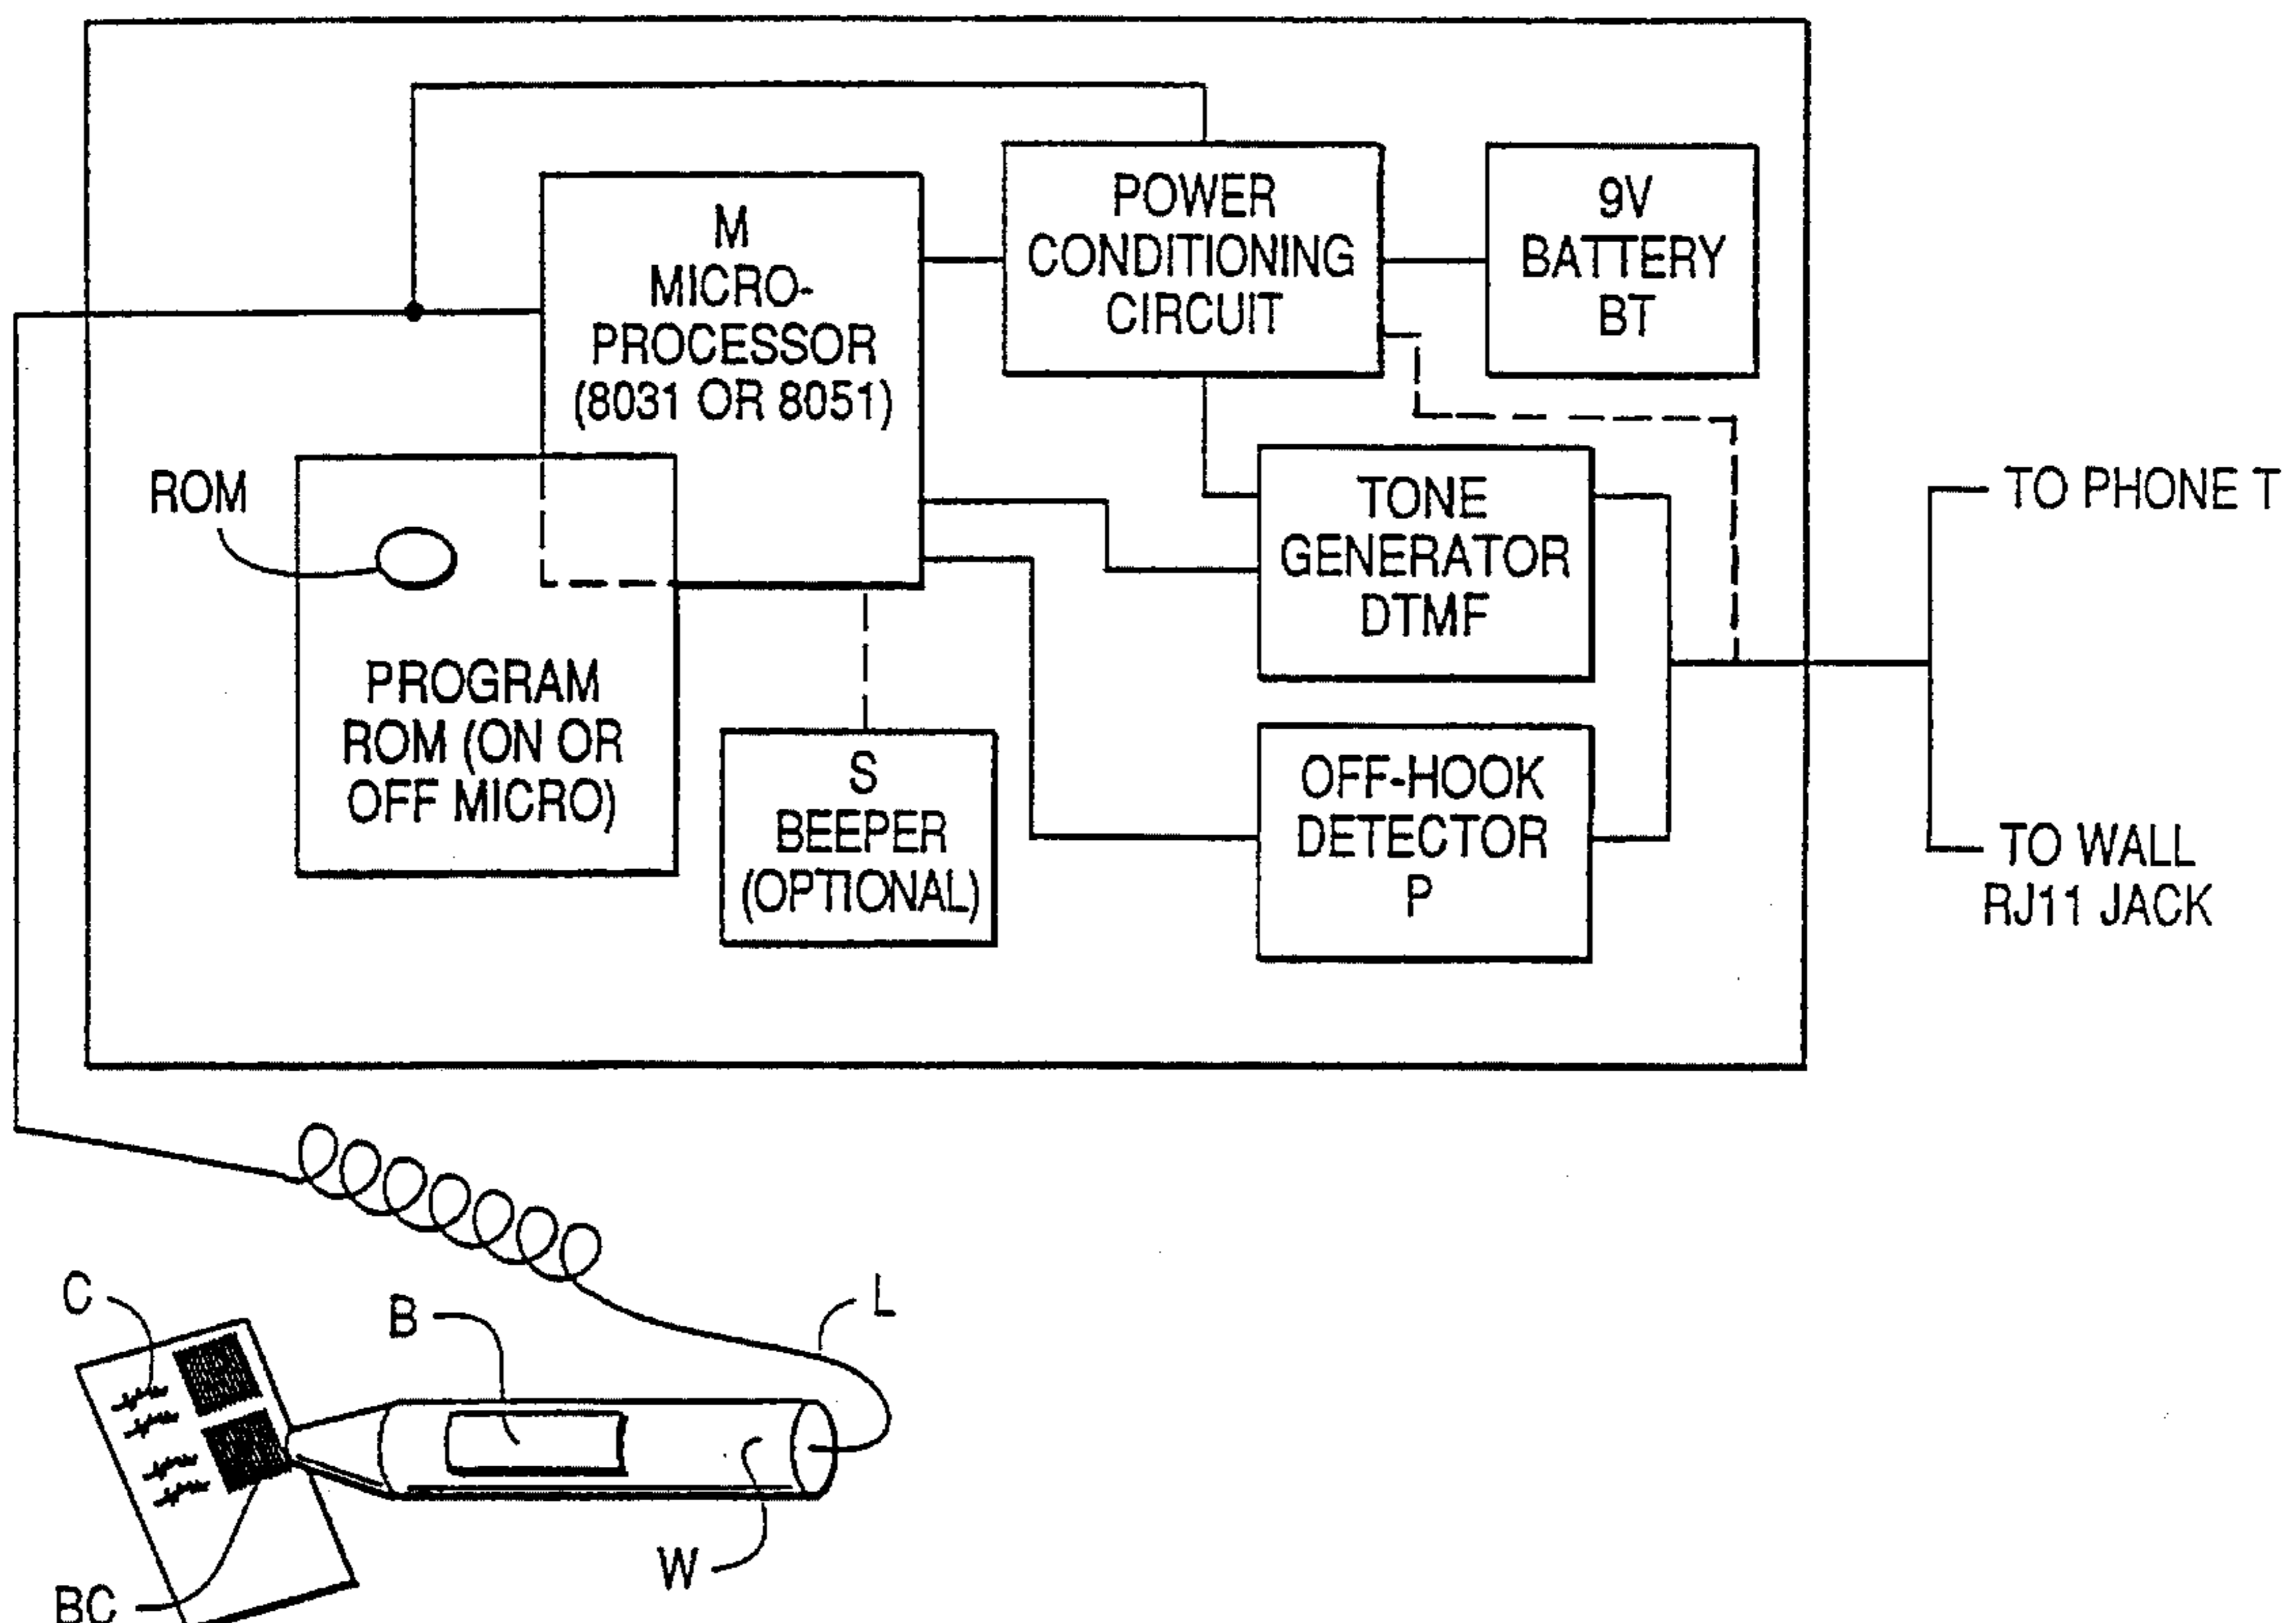 M
MICRO-
PROCESSOR
(8031 OR 8051)
POWER
CONDITIONING
CIRCUIT
9V
BATTERY
BT
ROM
PROGRAM
ROM (ON OR
OFF MICRO)
S
BEEPER
(OPTIONAL)
TONE
GENERATOR
DTMF
OFF-HOOK
DETECTOR
P
TO PHONE T
TO WALL
RJ11 JACK
C
B
L
W
BC